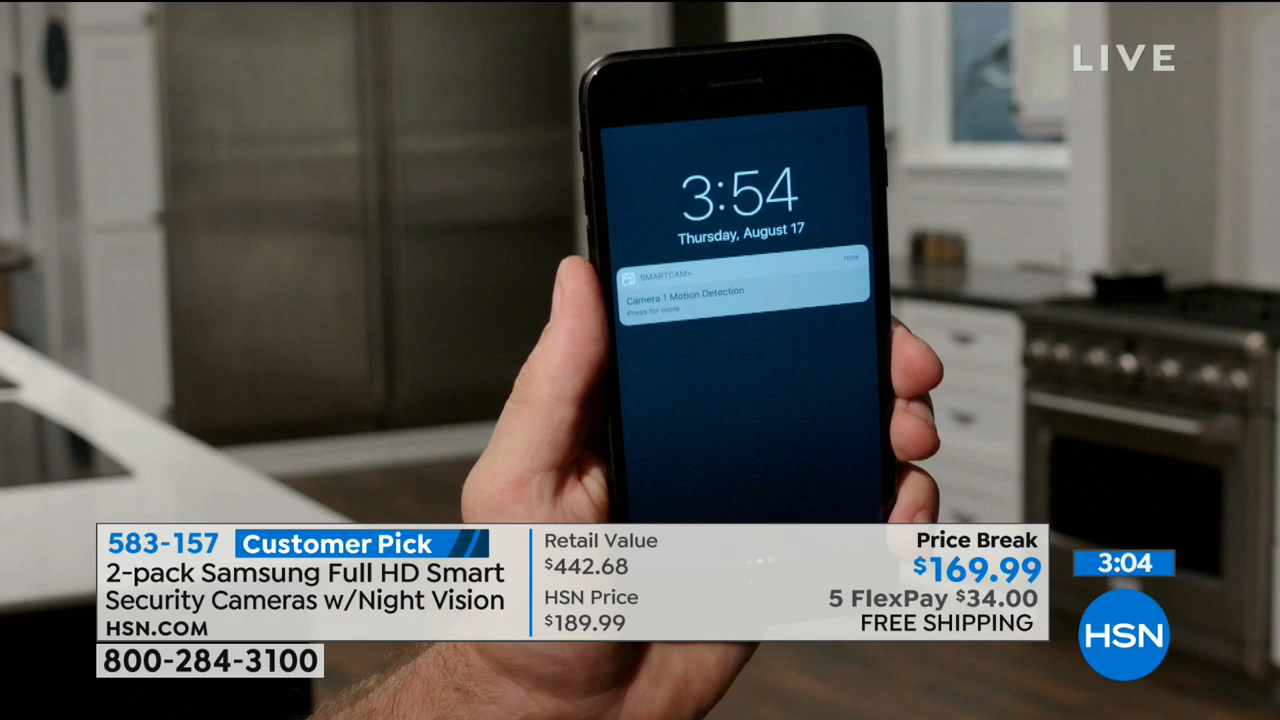 LIVE
3:54
Thursday, August 17
SMARTCAM+
now
Camera 1 Motion Detection
Press for more
583-157
Customer Pick
2-pack Samsung Full HD Smart
Security Cameras w/Night Vision
HSN.COM
800-284-3100
Retail Value
$442.68
HSN Price
$189.99
Price Break
$169.99
5 FlexPay $34.00
FREE SHIPPING
3:04
HSN